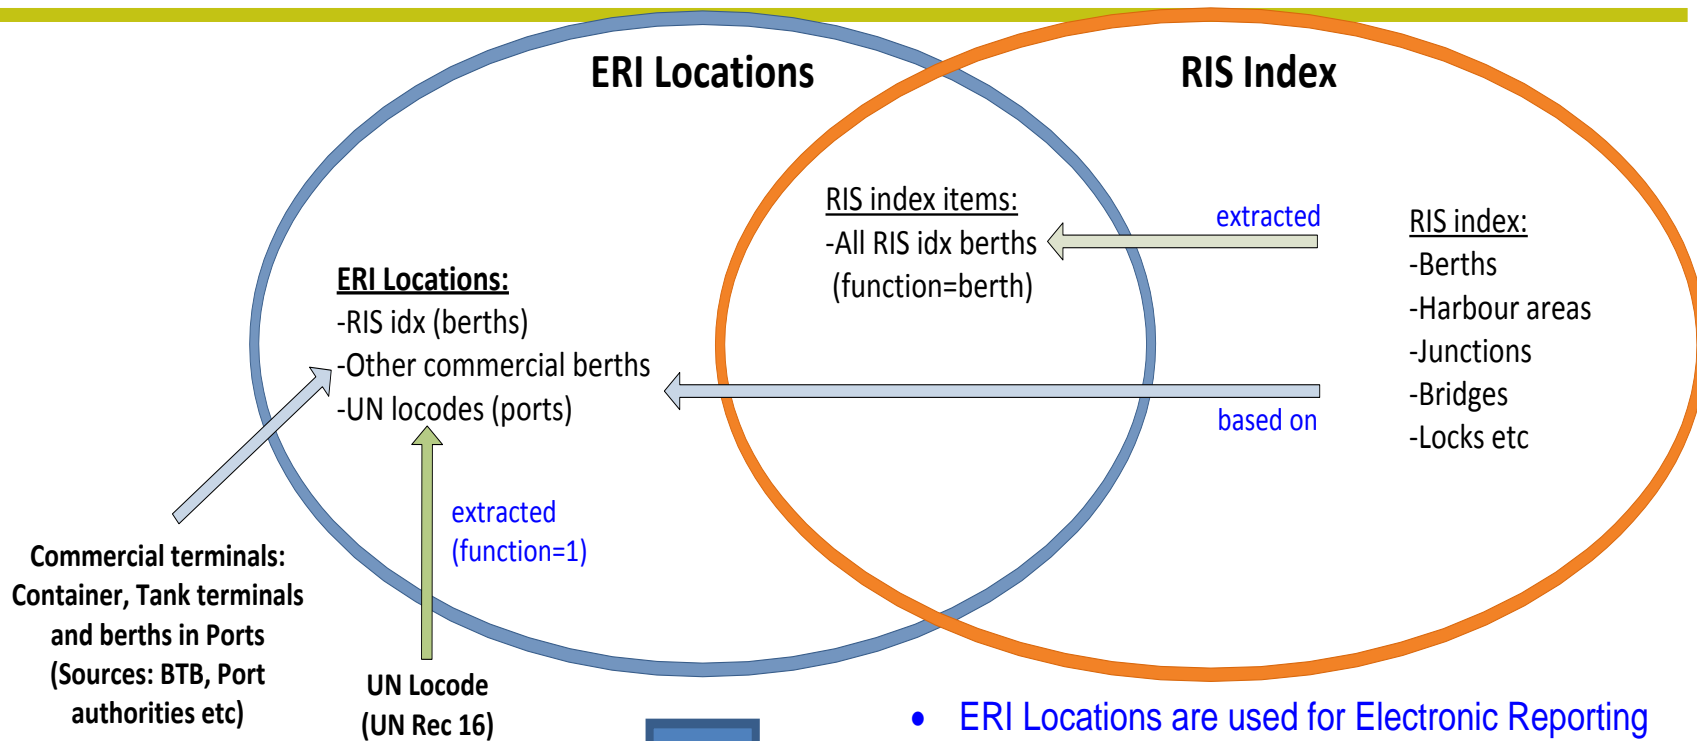 ERI Locations
RIS Index
RIS index items:
-All RIS idx berths
(function=berth)
extracted
RIS index:
-Berths
-Harbour areas
-Junctions
-Bridges
-Locks etc
ERI Locations:
-RIS idx (berths)
-Other commercial berths
-UN locodes (ports)
based on
extracted
(function=1)
Commercial terminals:
Container, Tank terminals
and berths in Ports
(Sources: BTB, Port
authorities etc)
UN Locode
(UN Rec 16)
• ERI Locations are used for Electronic Reporting